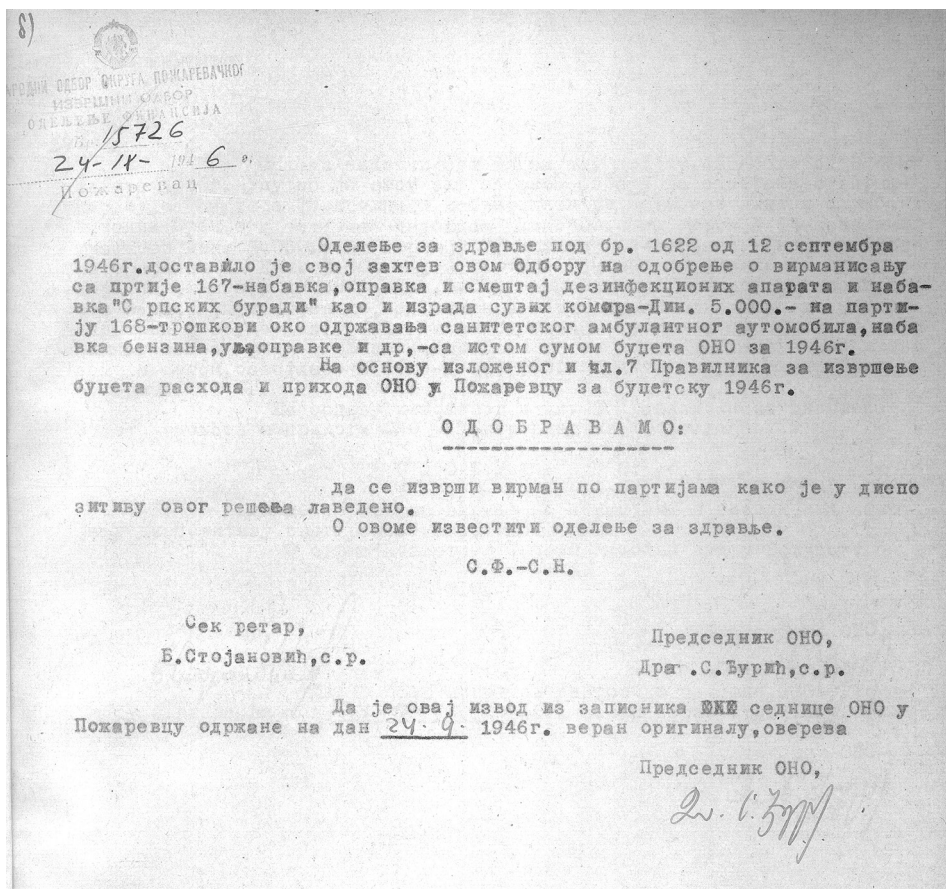 8)
НАРОДНИ ОДБОР ОКРУГА ПОЖАРЕВАЧКОГ
ИЗВРШНИ ОДБОР
ОДЕЉЕЊЕ ФИНАНСИЈА
Бр. 15726
24-IX- 1946 г.
Пожаревац
Оделење за здравље под бр. 1622 од 12 септембра
1946г.доставило је свој захтев овом Одбору на одобрење о вирманисању
са пртије 167-набавка,оправка и смештај дезинфекционих апарата и наба-
вка"С рпских буради" као и израда сувих комора-Дин. 5.000.- на парти-
ју 168-трошкови око одржавања санитетског амбулантног аутомобила,наба
вка бензина,уља,оправке и др,-са истом сумом буџета ОНО за 1946г.
На основу изложеног и чл.7 Правилника за извршење
буџета расхода и прихода ОНО у Пожаревцу за буџетску 1946г.
О Д О Б Р А В А М О:
да се изврши вирман по партијама како је у диспо
зитиву овог решења лаведено.
О овоме известити оделење за здравље.
С.Ф.-С.Н.
Сек ретар,
Б.Стојановић,с.р.
Председник ОНО,
Драг.С.Ђурић,с.р.
Да је овај извод из записника седнице ОНО у
Пожаревцу одржане на дан 24.9. 1946г. веран оригиналу,оверева
Председник ОНО,